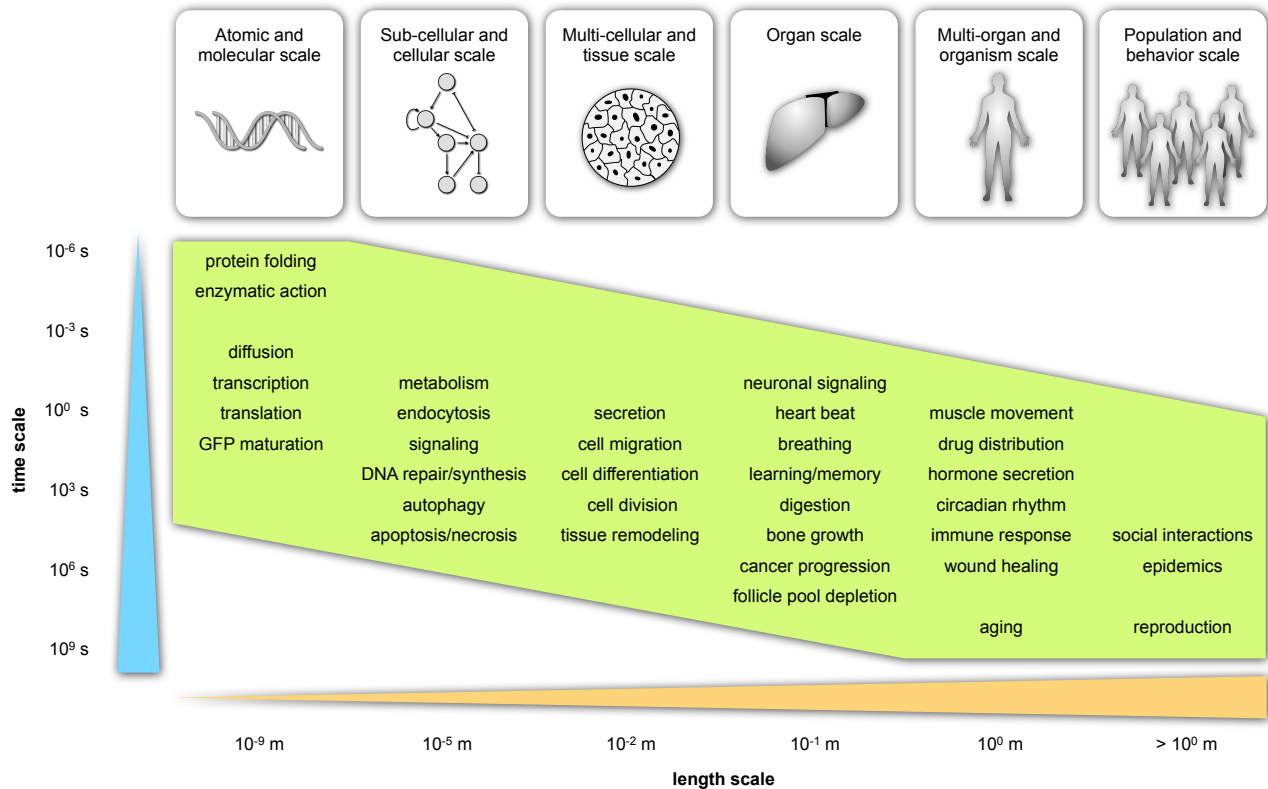 Atomic and
molecular scale
Sub-cellular and
cellular scale
Multi-cellular and
tissue scale
Organ scale
Multi-organ and
organism scale
Population and
behavior scale
time scale
10⁻⁶ s
10⁻³ s
10⁰ s
10³ s
10⁶ s
10⁹ s
protein folding
enzymatic action
diffusion
transcription
translation
GFP maturation
metabolism
endocytosis
signaling
DNA repair/synthesis
autophagy
apoptosis/necrosis
secretion
cell migration
cell differentiation
cell division
tissue remodeling
neuronal signaling
heart beat
breathing
learning/memory
digestion
bone growth
cancer progression
follicle pool depletion
muscle movement
drug distribution
hormone secretion
circadian rhythm
immune response
wound healing
aging
social interactions
epidemics
reproduction
10⁻⁹ m
10⁻⁵ m
10⁻² m
10⁻¹ m
10⁰ m
> 10⁰ m
length scale